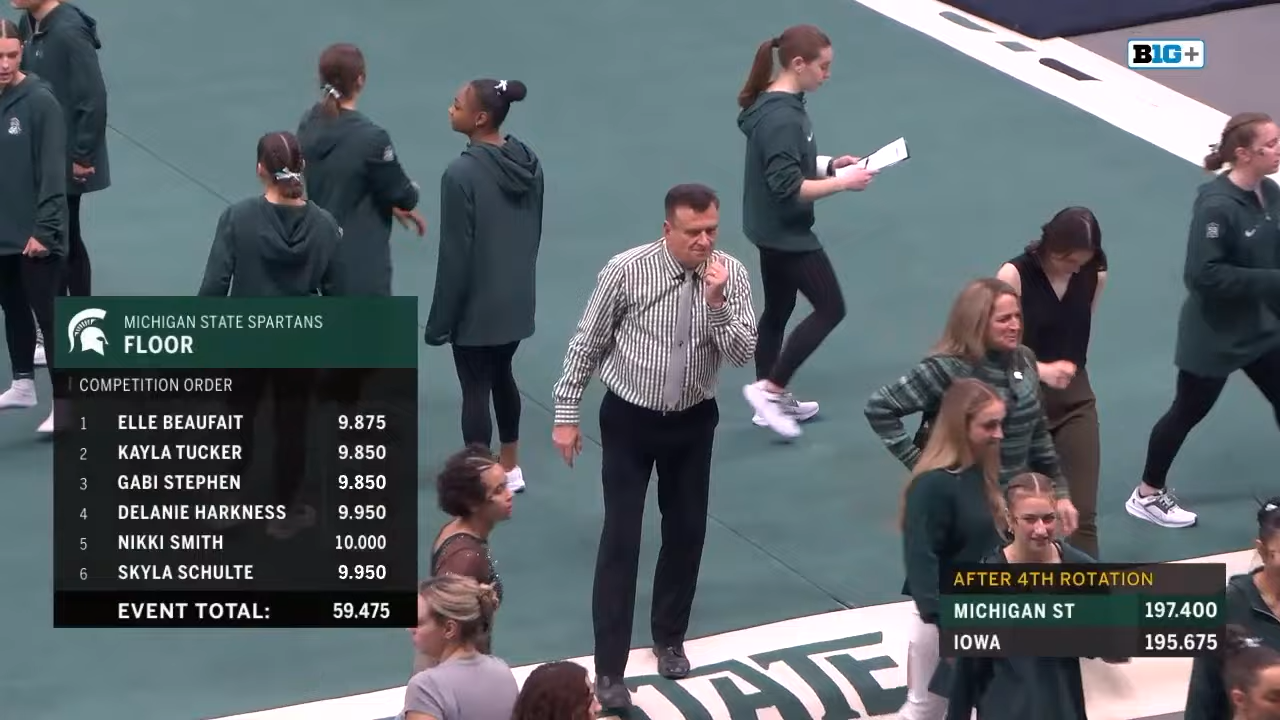 B1G+
MICHIGAN STATE SPARTANS
FLOOR
COMPETITION ORDER
1 ELLE BEAUFAIT 9.875
2 KAYLA TUCKER 9.850
3 GABI STEPHEN 9.850
4 DELANIE HARKNESS 9.950
5 NIKKI SMITH 10.000
6 SKYLA SCHULTE 9.950
EVENT TOTAL: 59.475
AFTER 4TH ROTATION
MICHIGAN ST 197.400
IOWA 195.675
STATE